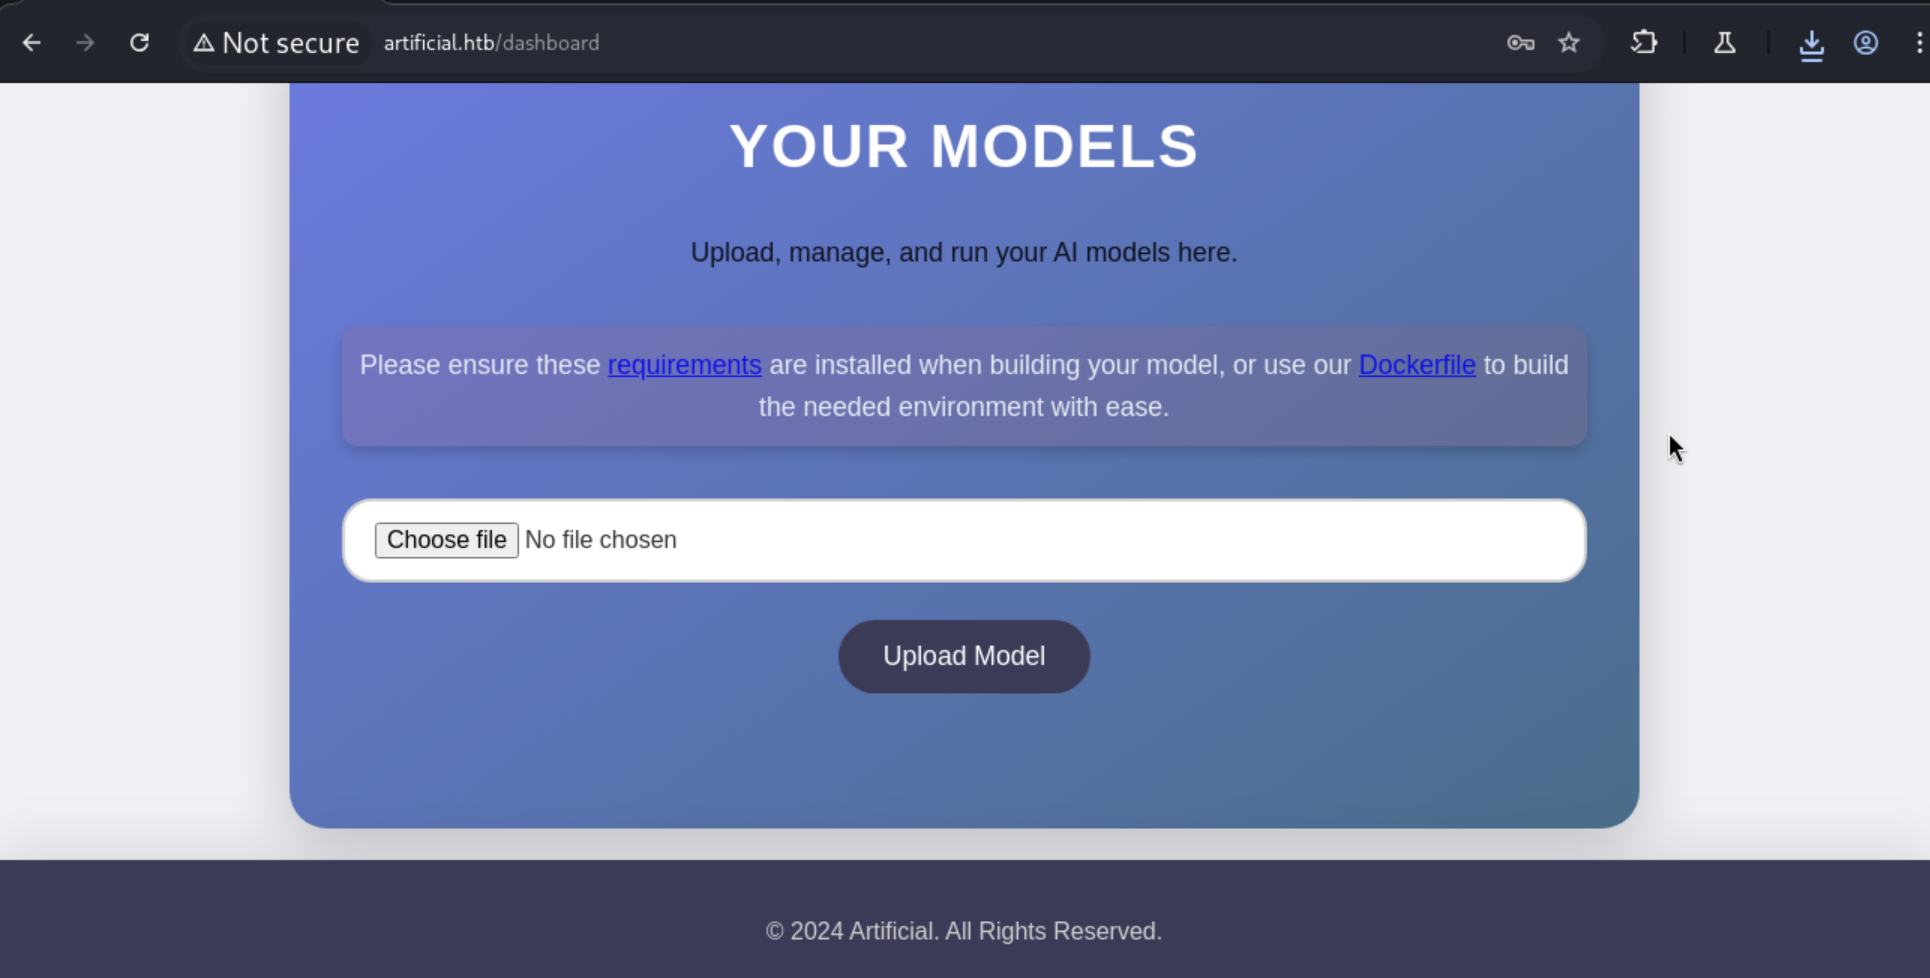 Not secure artificial.htb/dashboard
YOUR MODELS
Upload, manage, and run your AI models here.
Please ensure these requirements are installed when building your model, or use our Dockerfile to build
the needed environment with ease.
Choose file No file chosen
Upload Model
© 2024 Artificial. All Rights Reserved.